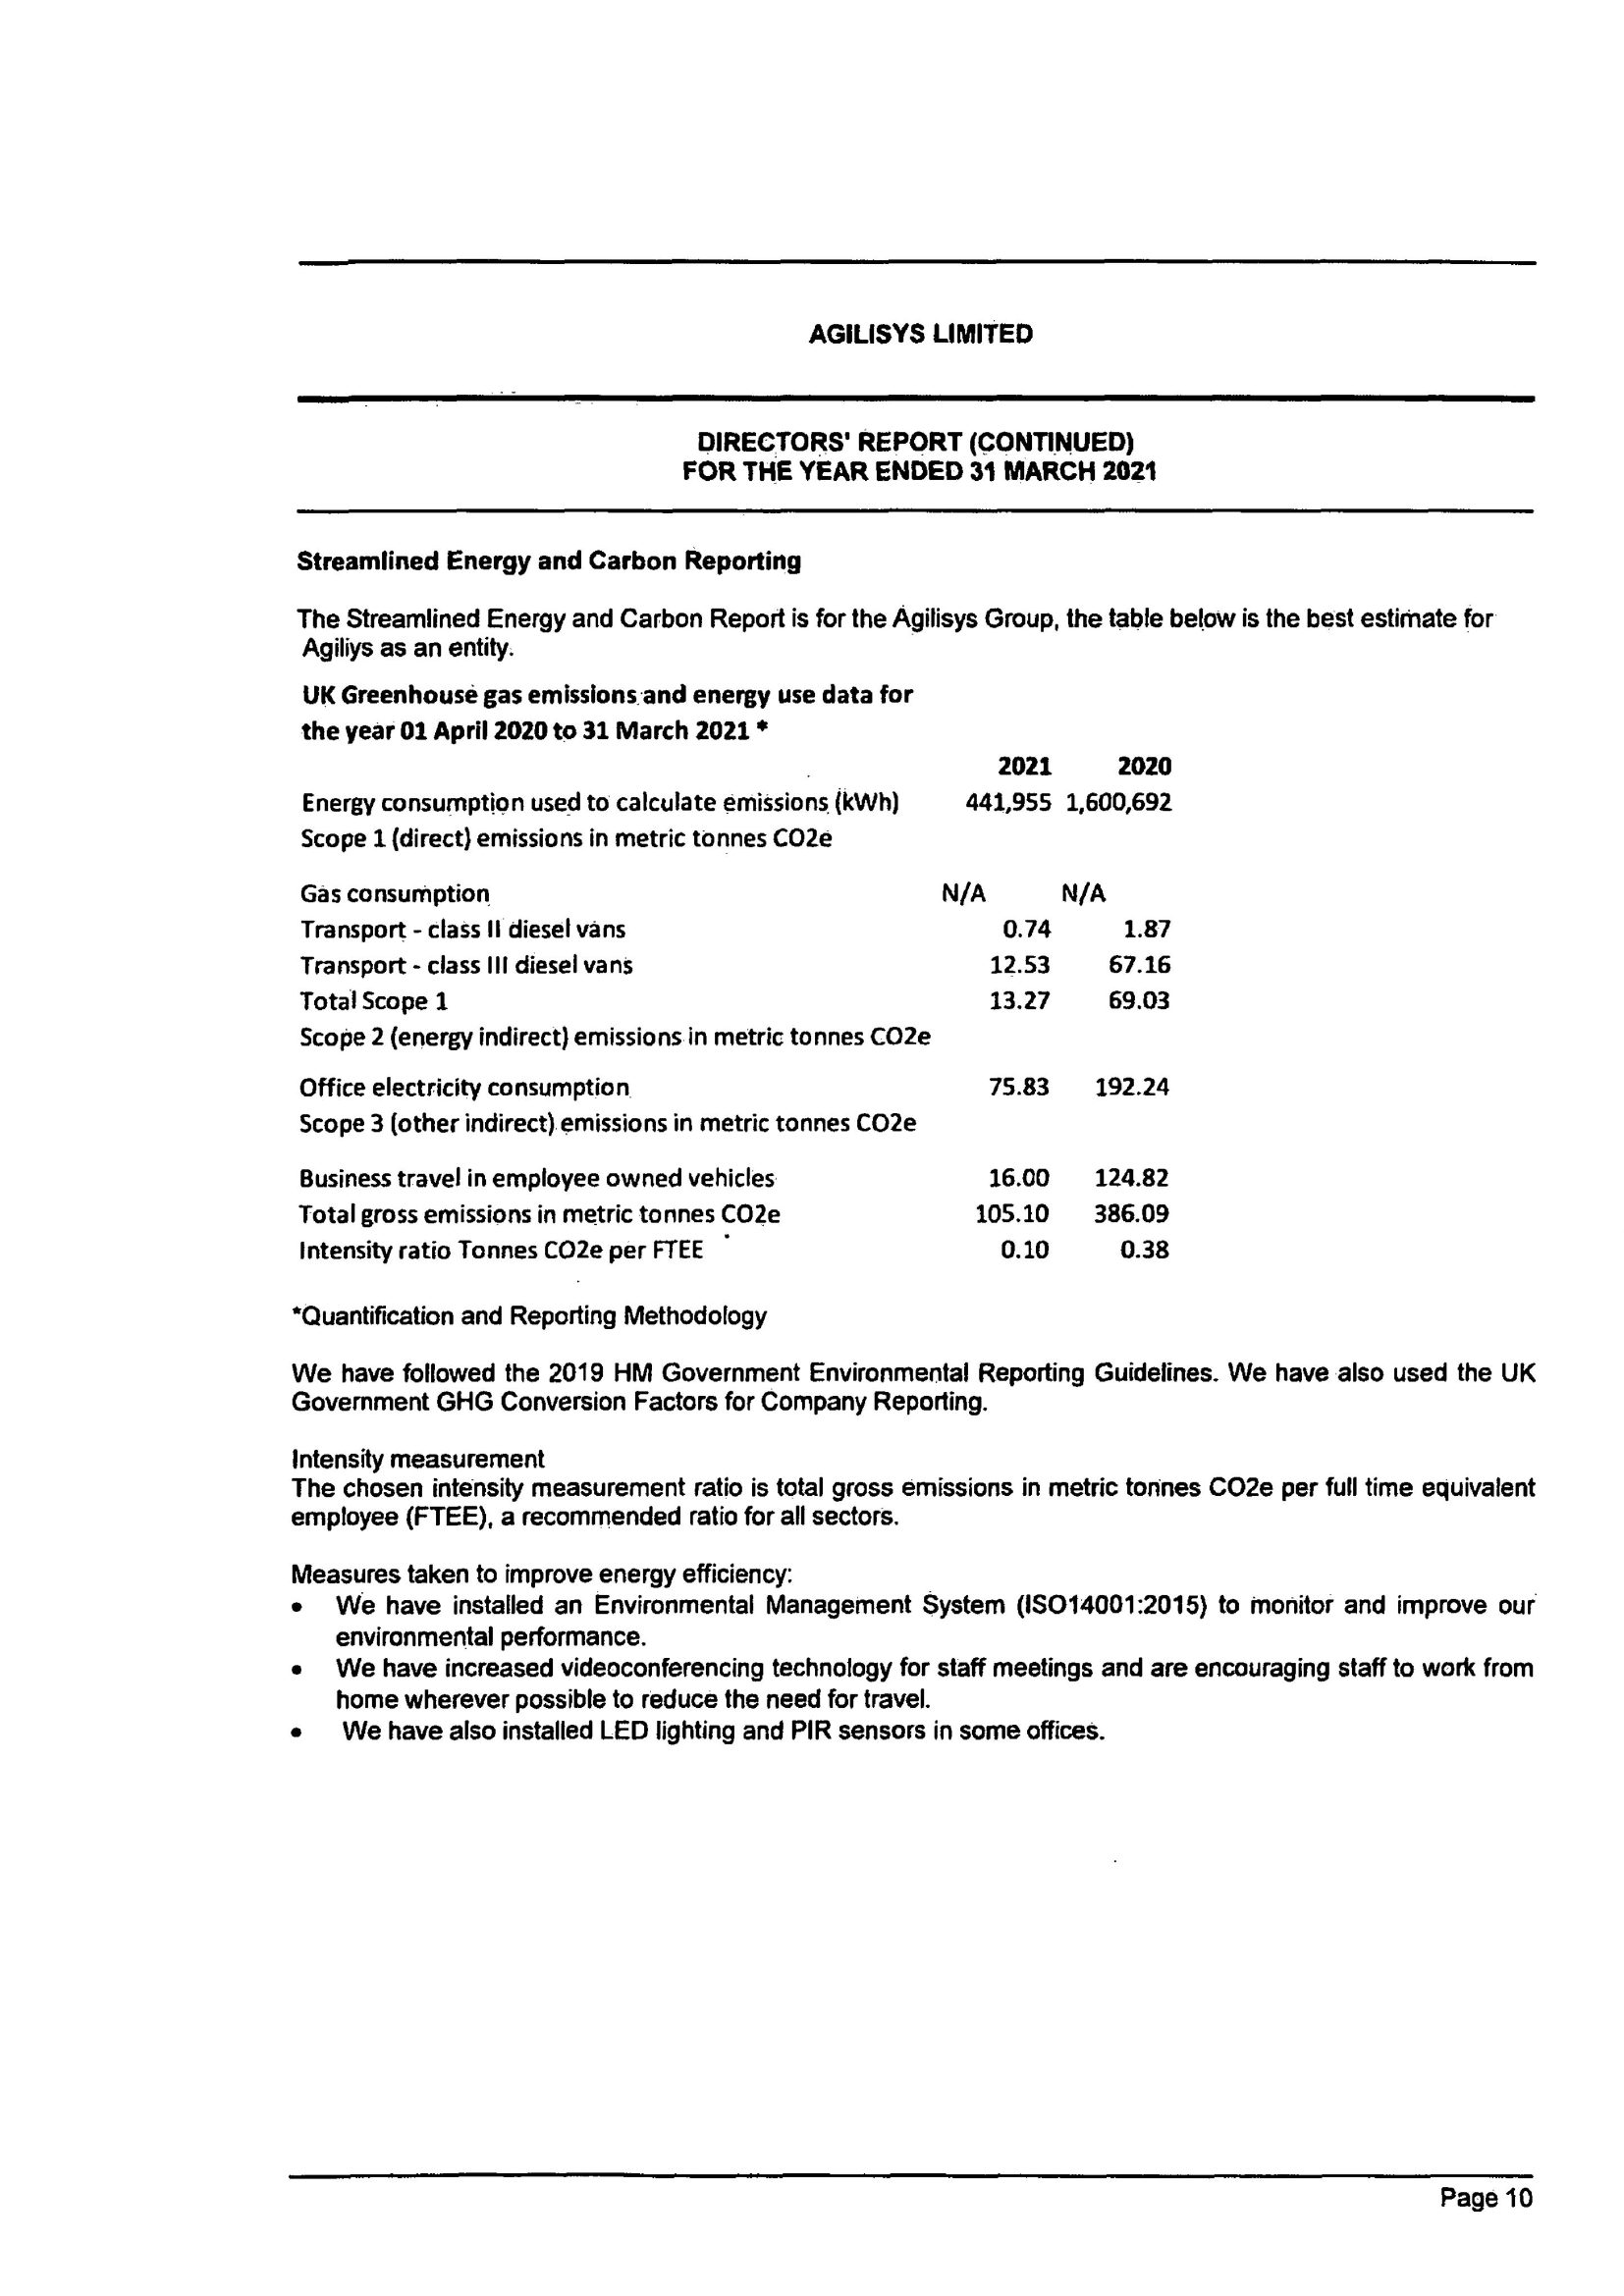 AGILISYS LIMITED
DIRECTORS' REPORT (CONTINUED)
FOR THE YEAR ENDED 31 MARCH 2021
Streamlined Energy and Carbon Reporting
The Streamlined Energy and Carbon Report is for the Agilisys Group, the table below is the best estimate for
Agiliys as an entity.
UK Greenhouse gas emissions and energy use data for
the year 01 April 2020 to 31 March 2021 *
2021 2020
Energy consumption used to calculate emissions (kWh) 441,955 1,600,692
Scope 1 (direct) emissions in metric tonnes CO2e
Gas consumption N/A N/A
Transport - class II diesel vans 0.74 1.87
Transport - class III diesel vans 12.53 67.16
Total Scope 1 13.27 69.03
Scope 2 (energy indirect) emissions in metric tonnes CO2e
Office electricity consumption 75.83 192.24
Scope 3 (other indirect) emissions in metric tonnes CO2e
Business travel in employee owned vehicles 16.00 124.82
Total gross emissions in metric tonnes CO2e 105.10 386.09
Intensity ratio Tonnes CO2e per FTEE 0.10 0.38
*Quantification and Reporting Methodology
We have followed the 2019 HM Government Environmental Reporting Guidelines. We have also used the UK
Government GHG Conversion Factors for Company Reporting.
Intensity measurement
The chosen intensity measurement ratio is total gross emissions in metric tonnes CO2e per full time equivalent
employee (FTEE), a recommended ratio for all sectors.
Measures taken to improve energy efficiency:
• We have installed an Environmental Management System (ISO14001:2015) to monitor and improve our
environmental performance.
• We have increased videoconferencing technology for staff meetings and are encouraging staff to work from
home wherever possible to reduce the need for travel.
• We have also installed LED lighting and PIR sensors in some offices.
Page 10